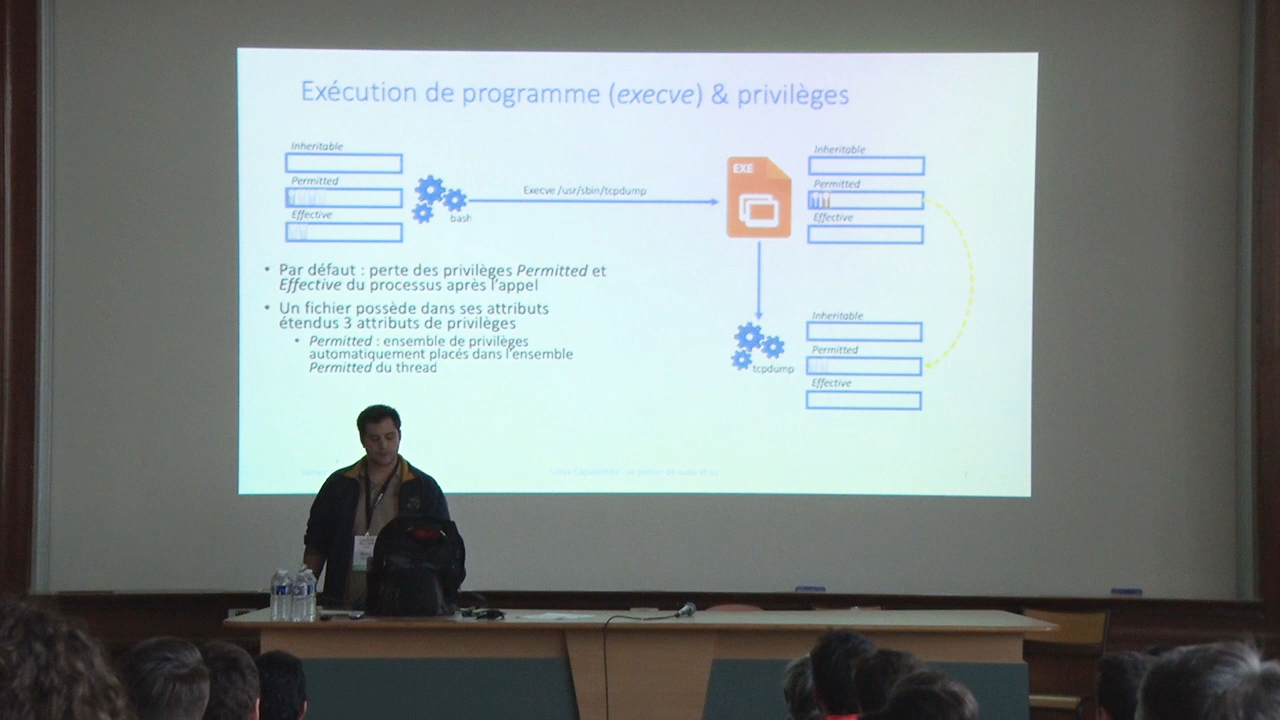 Exécution de programme (execve) & privilèges
Inheritable
Permitted
Effective
bash
Execve /usr/sbin/tcpdump
EXE
Inheritable
Permitted
Effective
• Par défaut : perte des privilèges Permitted et
Effective du processus après l'appel
• Un fichier possède dans ses attributs
étendus 3 attributs de privilèges
• Permitted : ensemble de privilèges
automatiquement placés dans l'ensemble
Permitted du thread
tcpdump
Inheritable
Permitted
Effective
Linux Capabilities